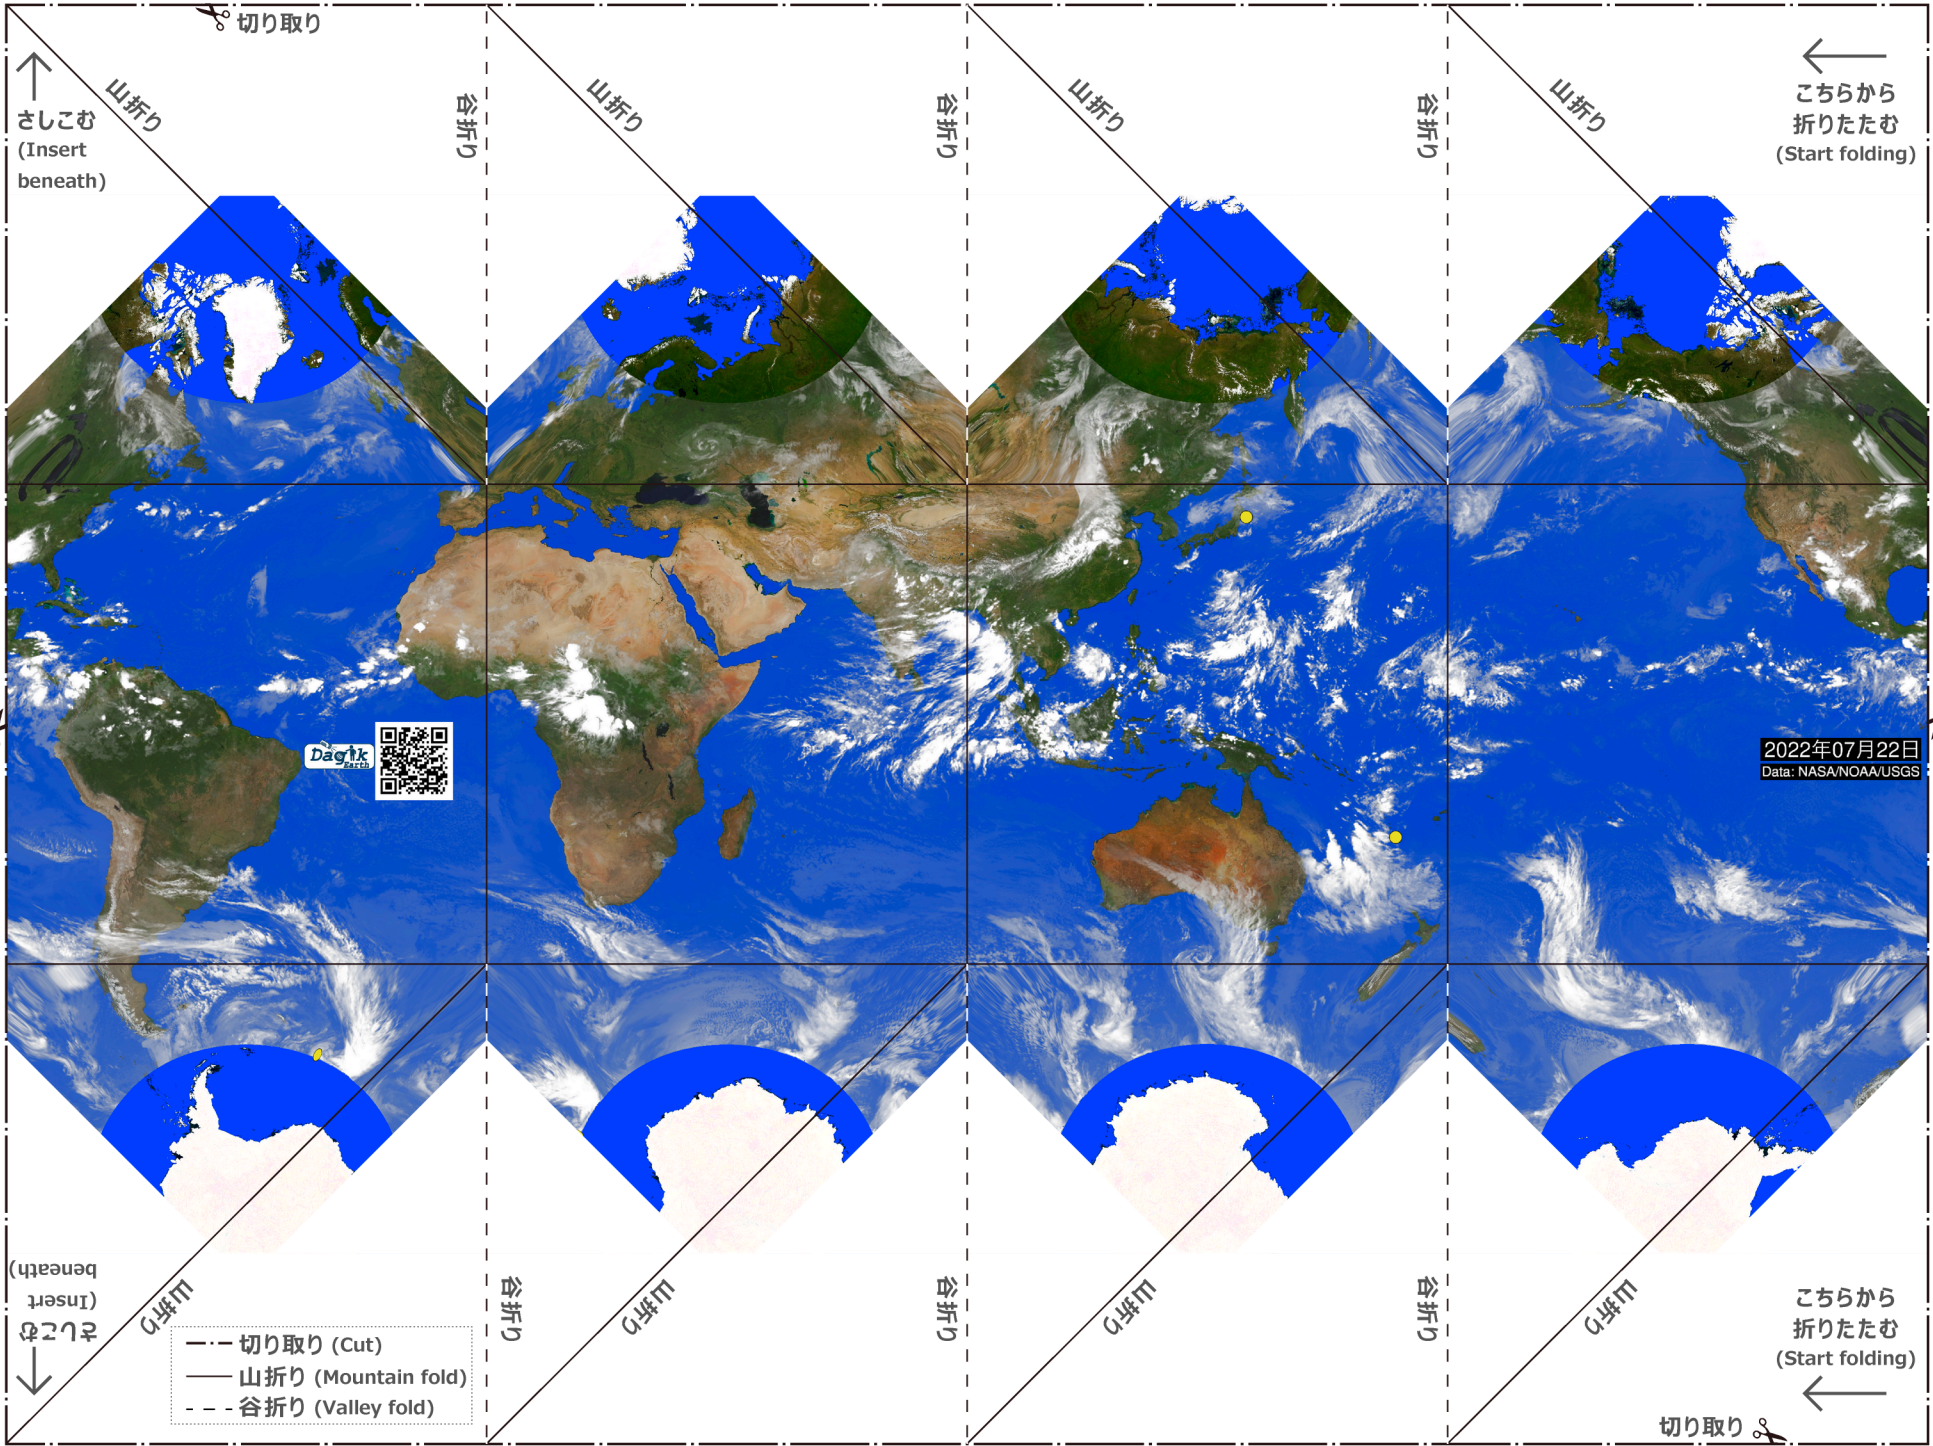 切り取り
さしこむ
(Insert
beneath)
山折り
谷折り
山折り
谷折り
山折り
谷折り
山折り
こちらから
折りたたむ
(Start folding)
Dagik
Earth
2022年07月22日
Data: NASA/NOAA/USGS
さしこむ
(Insert
beneath)
山折り
谷折り
山折り
谷折り
山折り
谷折り
山折り
こちらから
折りたたむ
(Start folding)
切り取り (Cut)
山折り (Mountain fold)
谷折り (Valley fold)
切り取り